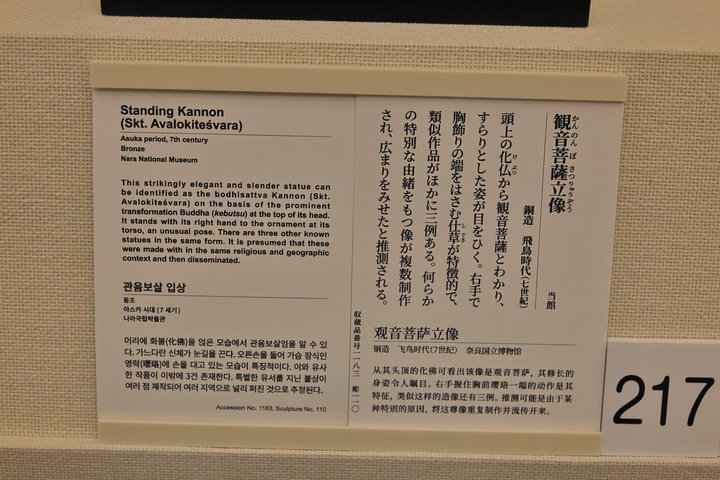 Standing Kannon
(Skt. Avalokiteśvara)
Asuka period, 7th century
Bronze
Nara National Museum
This strikingly elegant and slender statue can
be identified as the bodhisattva Kannon (Skt.
Avalokiteśvara) on the basis of the prominent
transformation Buddha (kebutsu) at the top of its head.
It stands with its right hand to the ornament at its
torso, an unusual pose. There are three other known
statues in the same form. It is presumed that these
were made with in the same religious and geographic
context and then disseminated.
관음보살 입상
동조
아스카 시대 (7 세기)
나라국립박물관
머리에 화불(化佛)을 얹은 모습에서 관음보살임을 알 수 있
다. 가느다란 신체가 눈길을 끈다. 오른손을 들어 가슴 장식인
영락(瓔珞)에 손을 대고 있는 모습이 특징적이다. 이와 유사
한 작품이 이밖에 3건 존재한다. 특별한 유서를 지닌 불상이
여러 점 제작되어 여러 지역으로 널리 퍼진 것으로 추정된다.
Accession No. 1183, Sculpture No. 110
観音菩薩立像
かんのんぼさつりゅうぞう
銅造 飛鳥時代(七世紀)
当館
頭上の化仏から観音菩薩とわかり、
けぶつ
すらりとした姿が目をひく。右手で
胸飾りの端をはさむ仕草が特徴的で、
しぐさ
類似作品がほかに三例ある。何らか
の特別な由緒をもつ像が複数制作
され、広まりをみせたと推測される。
収蔵品番号一一八三 彫一一〇
观音菩萨立像
铜造 飞鸟时代(7世纪) 奈良国立博物馆
从其头顶的化佛可看出该像是观音菩萨,其修长的
身姿令人瞩目。右手握住胸前璎珞一端的动作是其
特征,类似这样的造像还有三例。推测可能是由于某
种特别的原因,将这尊像重复制作并流传开来。
217